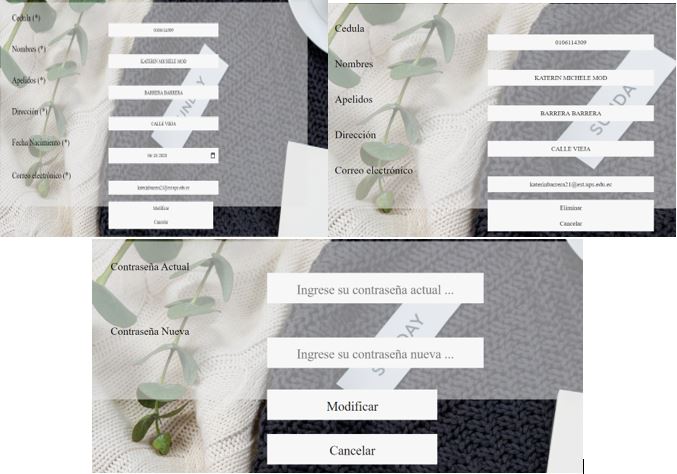 Cedula (*)
0106114309
Nombres (*)
KATERIN MICHELE MOD
Apelidos (*)
BARRERA BARRERA
Dirección (*)
CALLE VIEJA
Fecha Nacimiento (*)
Correo electrónico (*)
katerinbarrera21@est.ups.edu.ec
Modificar
Cancelar
Cedula
0106114309
Nombres
KATERIN MICHELE MOD
Apelidos
BARRERA BARRERA
Dirección
CALLE VIEJA
Correo electrónico
katerinbarrera21@est.ups.edu.ec
Eliminar
Cancelar
SUNDAY
Contraseña Actual
Ingrese su contraseña actual ...
Contraseña Nueva
Ingrese su contraseña nueva ...
Modificar
Cancelar